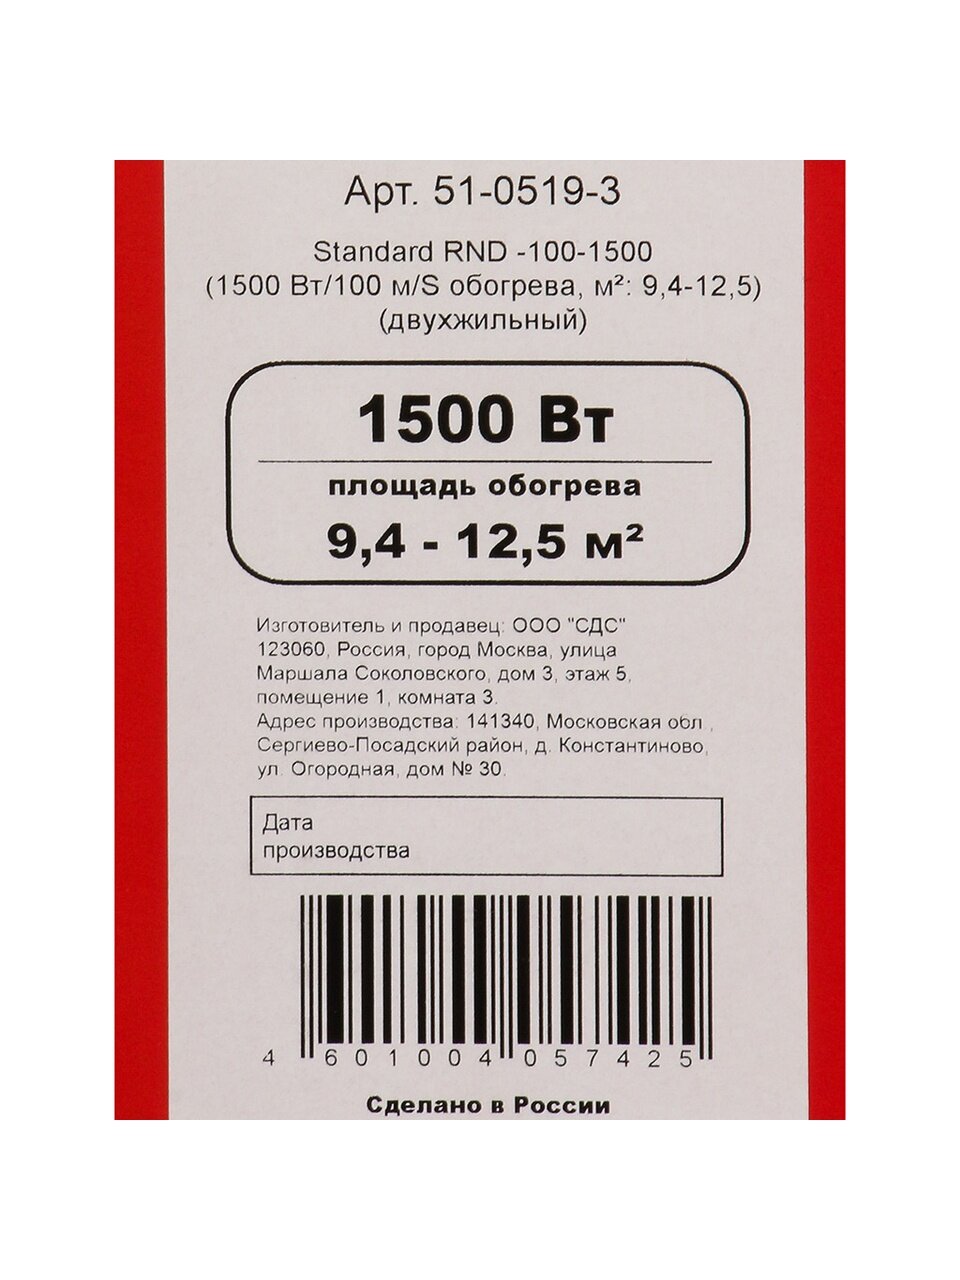 Арт. 51-0519-3
Standard RND -100-1500
(1500 Вт/100 м/S обогрева, м²: 9,4-12,5)
(двухжильный)
1500 Вт
площадь обогрева
9,4 - 12,5 м²
Изготовитель и продавец: ООО "СДС"
123060, Россия, город Москва, улица
Маршала Соколовского, дом 3, этаж 5,
помещение 1, комната 3.
Адрес производства: 141340, Московская обл.,
Сергиево-Посадский район, д. Константиново,
ул. Огородная, дом № 30.
Дата
производства
4 601004 057425
Сделано в России